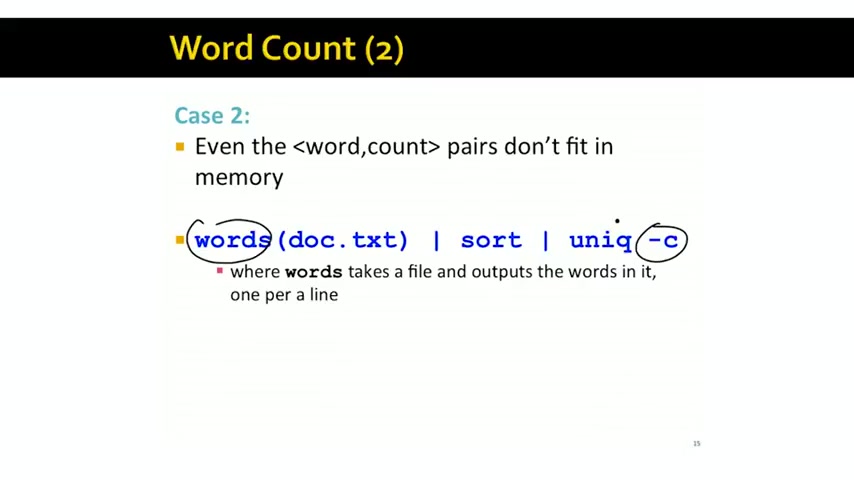 Word Count (2)
Case 2:
Even the <word,count> pairs don't fit in
memory
words(doc.txt) | sort | uniq -c
where words takes a file and outputs the words in it,
one per a line
15